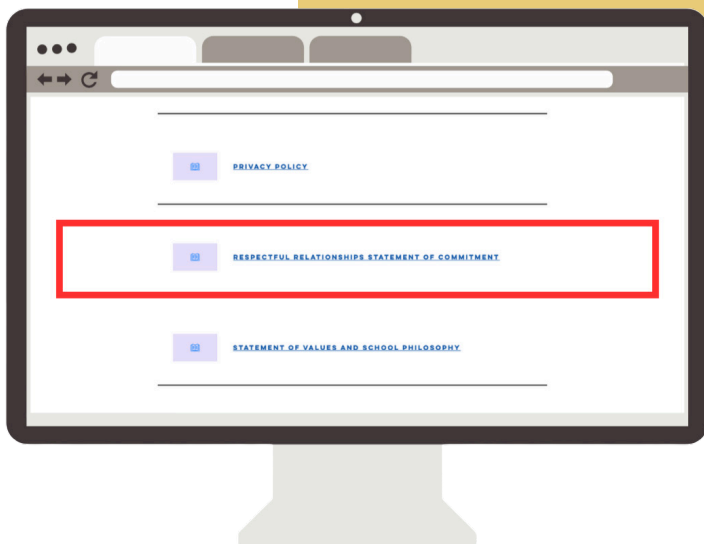 PRIVACY POLICY
RESPECTFUL RELATIONSHIPS STATEMENT OF COMMITMENT
STATEMENT OF VALUES AND SCHOOL PHILOSOPHY